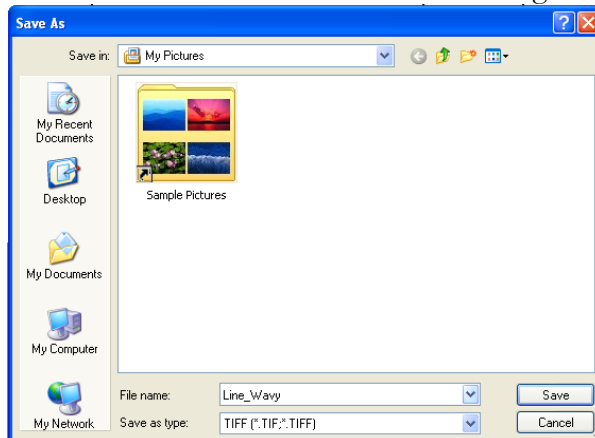 Save As
Save in: My Pictures
My Recent
Documents
Desktop
My Documents
My Computer
My Network
Sample Pictures
File name: Line_Wavy Save
Save as type: TIFF (*.TIF;*.TIFF) Cancel